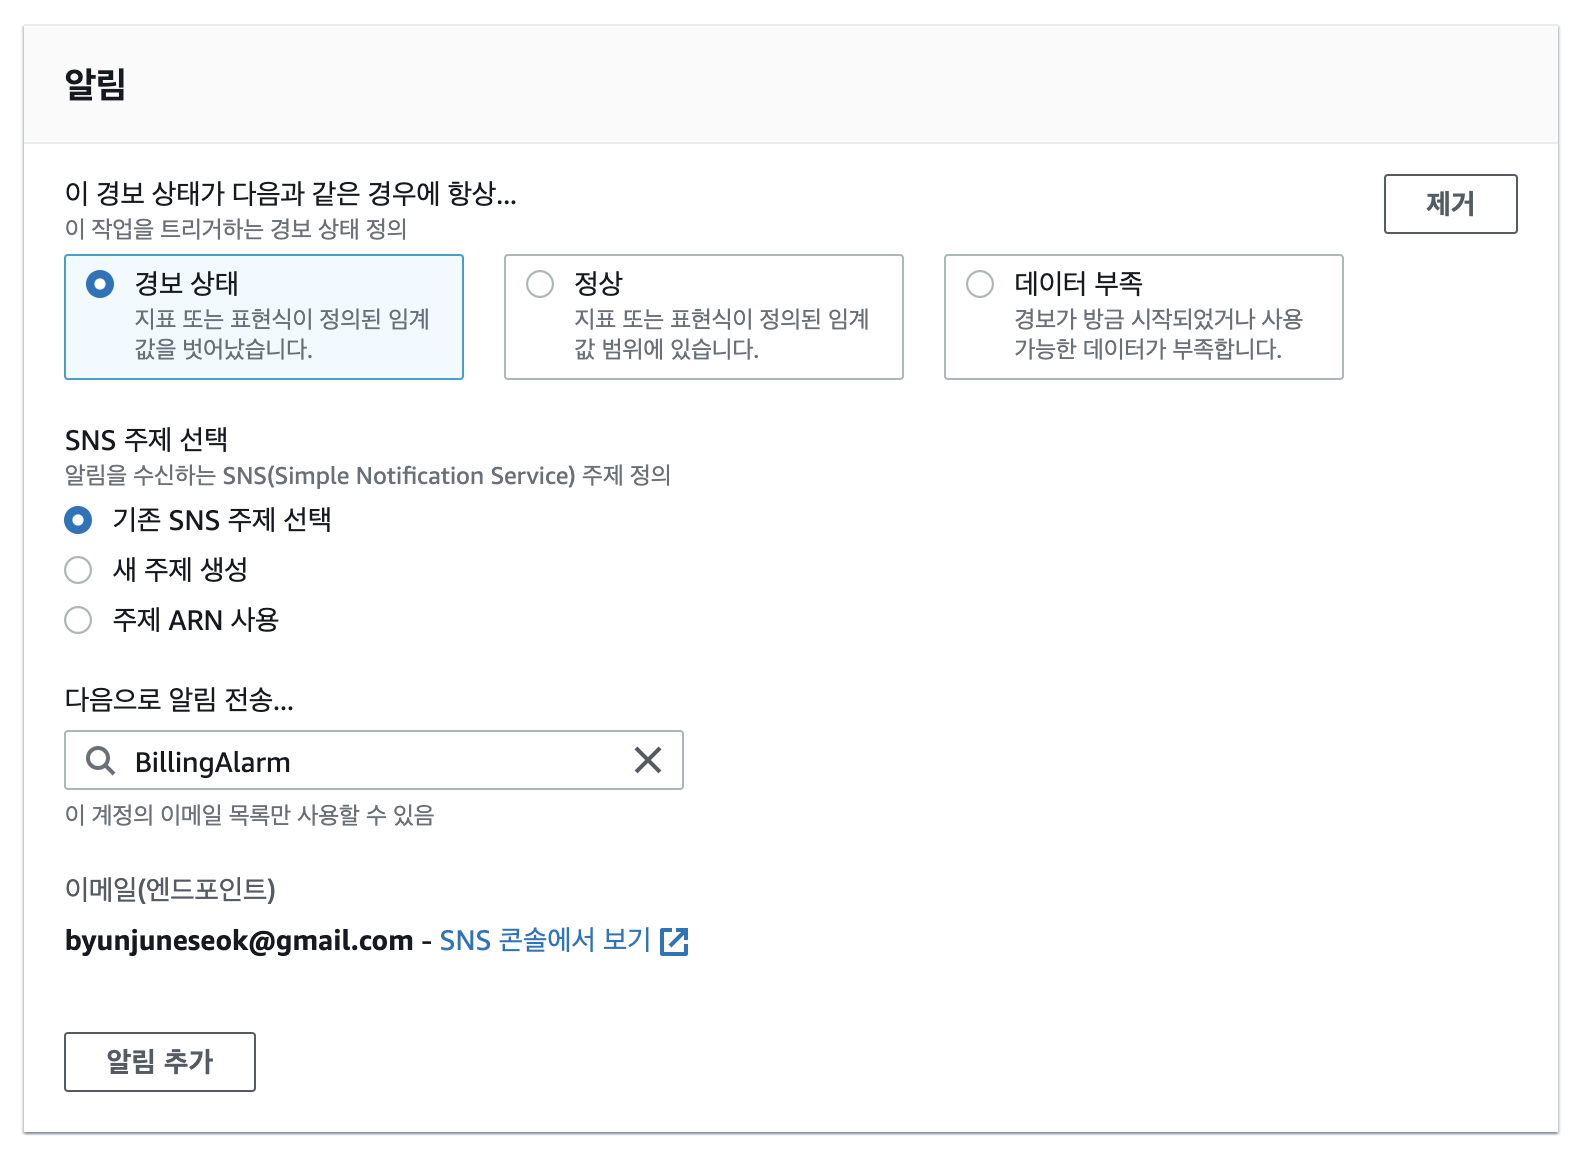 알림
이 경보 상태가 다음과 같은 경우에 항상...
이 작업을 트리거하는 경보 상태 정의
제거
경보 상태
지표 또는 표현식이 정의된 임계
값을 벗어났습니다.
정상
지표 또는 표현식이 정의된 임계
값 범위에 있습니다.
데이터 부족
경보가 방금 시작되었거나 사용
가능한 데이터가 부족합니다.
SNS 주제 선택
알림을 수신하는 SNS(Simple Notification Service) 주제 정의
기존 SNS 주제 선택
새 주제 생성
주제 ARN 사용
다음으로 알림 전송...
BillingAlarm
이 계정의 이메일 목록만 사용할 수 있음
이메일(엔드포인트)
byunjuneseok@gmail.com - SNS 콘솔에서 보기
알림 추가